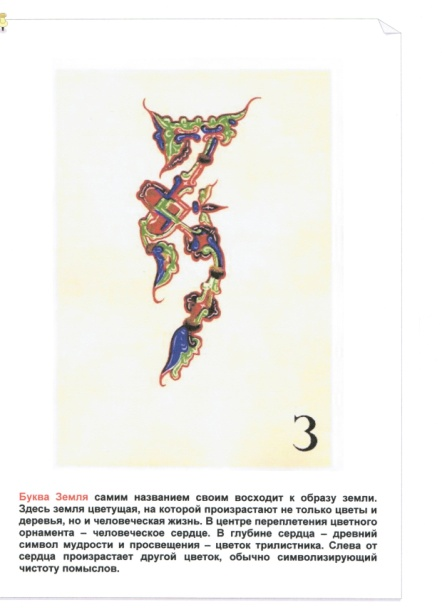 З
Буква Земля самим названием своим восходит к образу земли.
Здесь земля цветущая, на которой произрастают не только цветы и
деревья, но и человеческая жизнь. В центре переплетения цветного
орнамента – человеческое сердце. В глубине сердца – древний
символ мудрости и просвещения – цветок трилистника. Слева от
сердца произрастает другой цветок, обычно символизирующий
чистоту помыслов.